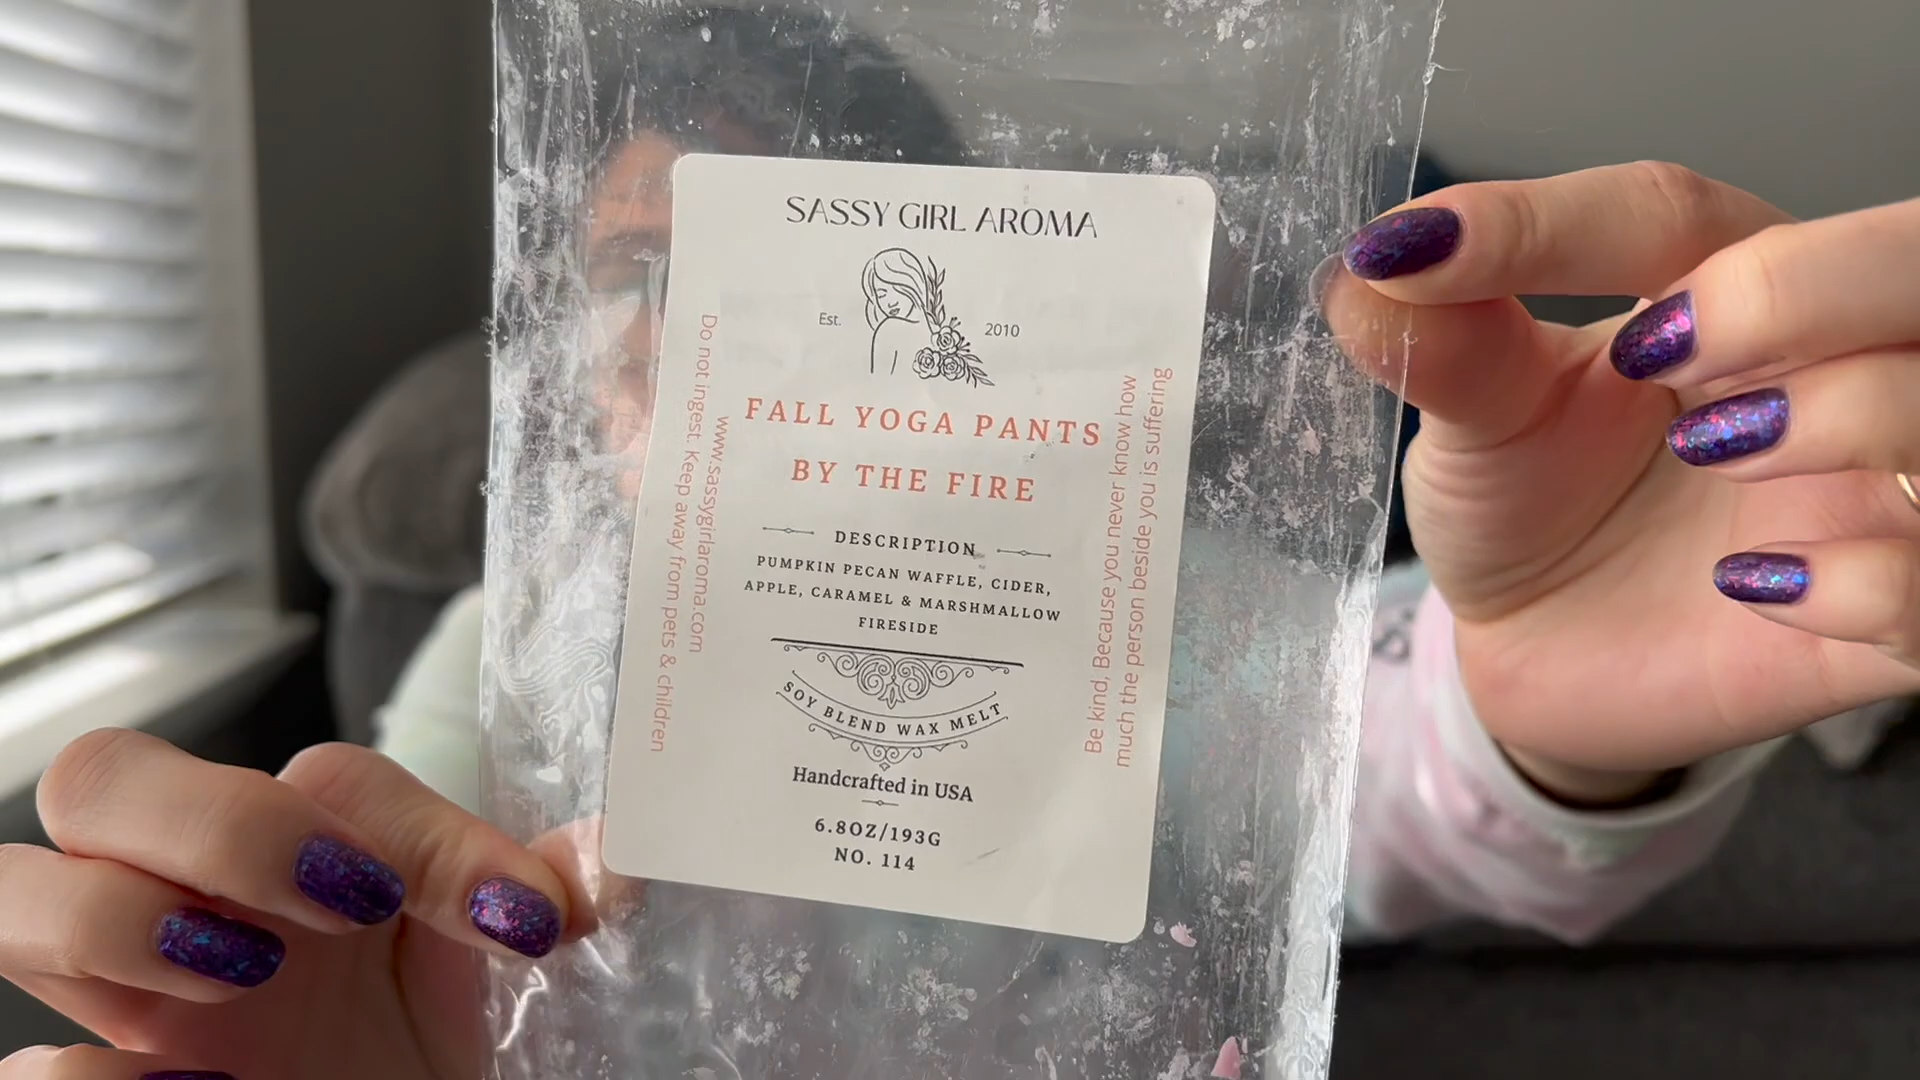 SASSY GIRL AROMA
Est. 2010
FALL YOGA PANTS
BY THE FIRE
DESCRIPTION
PUMPKIN PECAN WAFFLE, CIDER,
APPLE, CARAMEL & MARSHMALLOW
FIRESIDE
SOY BLEND WAX MELT
Handcrafted in USA
6.8OZ/193G
NO. 114
www.sassygirlaroma.com
Do not ingest. Keep away from pets & children
Be kind, Because you never know how
much the person beside you is suffering